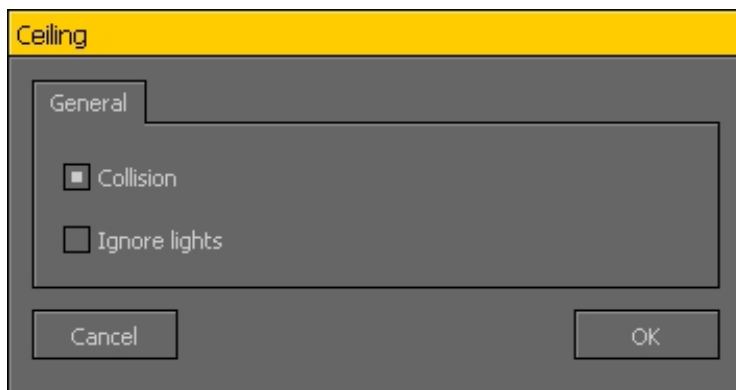 Ceiling
General
Collision
Ignore lights
Cancel
OK